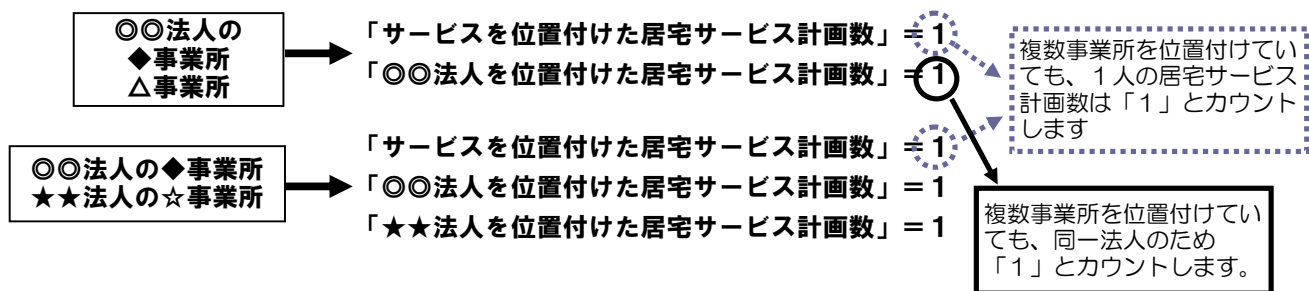 ◎◎法人の
◆事業所
△事業所
「サービスを位置付けた居宅サービス計画数」＝１
「◎◎法人を位置付けた居宅サービス計画数」＝１
複数事業所を位置付けてい
ても、１人の居宅サービス
計画数は「１」とカウント
します
◎◎法人の◆事業所
★★法人の☆事業所
「サービスを位置付けた居宅サービス計画数」＝１
「◎◎法人を位置付けた居宅サービス計画数」＝１
「★★法人を位置付けた居宅サービス計画数」＝１
複数事業所を位置付けてい
ても、同一法人のため
「１」とカウントします。